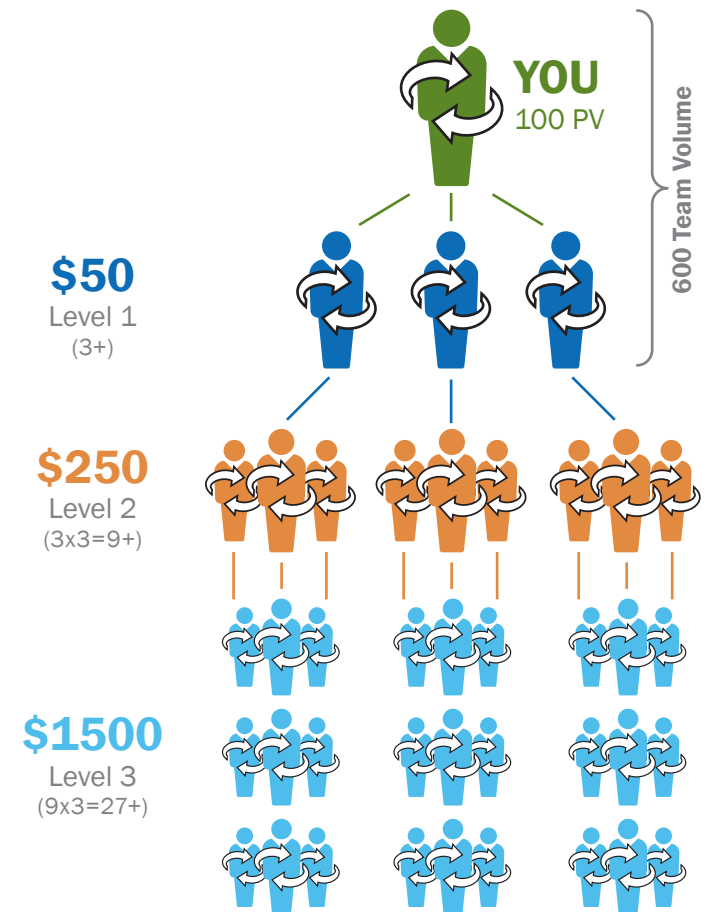 YOU
100 PV
600 Team Volume
$50
Level 1
(3+)
$250
Level 2
(3x3=9+)
$1500
Level 3
(9x3=27+)